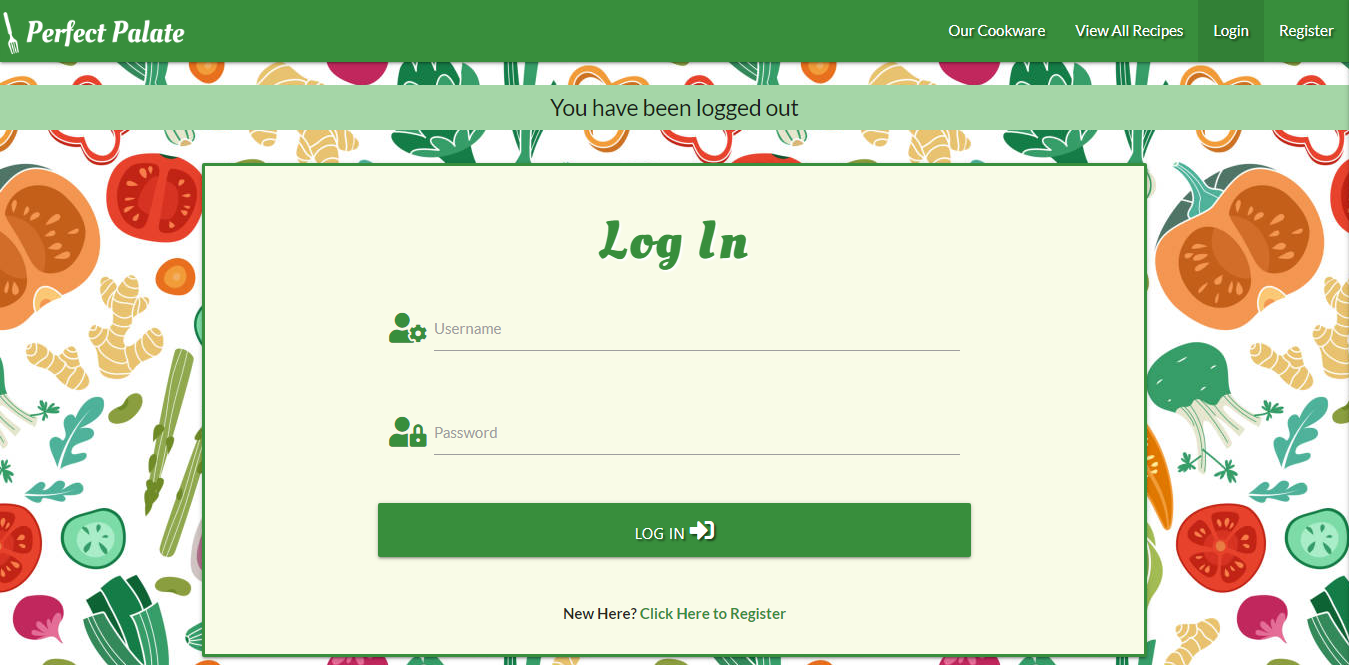 Perfect Palate
Our Cookware
View All Recipes
Login
Register
You have been logged out
Log In
Username
Password
LOG IN
New Here? Click Here to Register